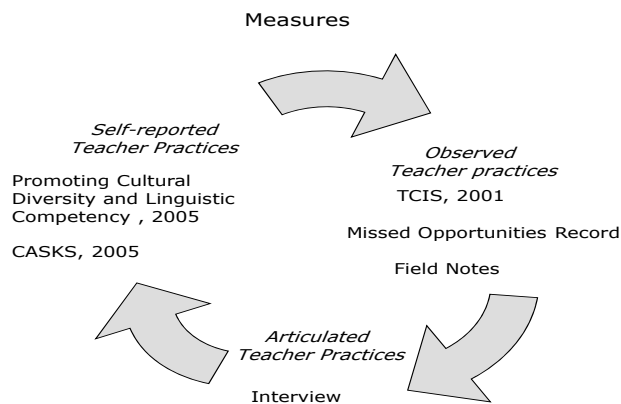 Measures
Self-reported
Teacher Practices
Promoting Cultural
Diversity and Linguistic
Competency , 2005
CASKS, 2005
Observed
Teacher practices
TCIS, 2001
Missed Opportunities Record
Field Notes
Articulated
Teacher Practices
Interview